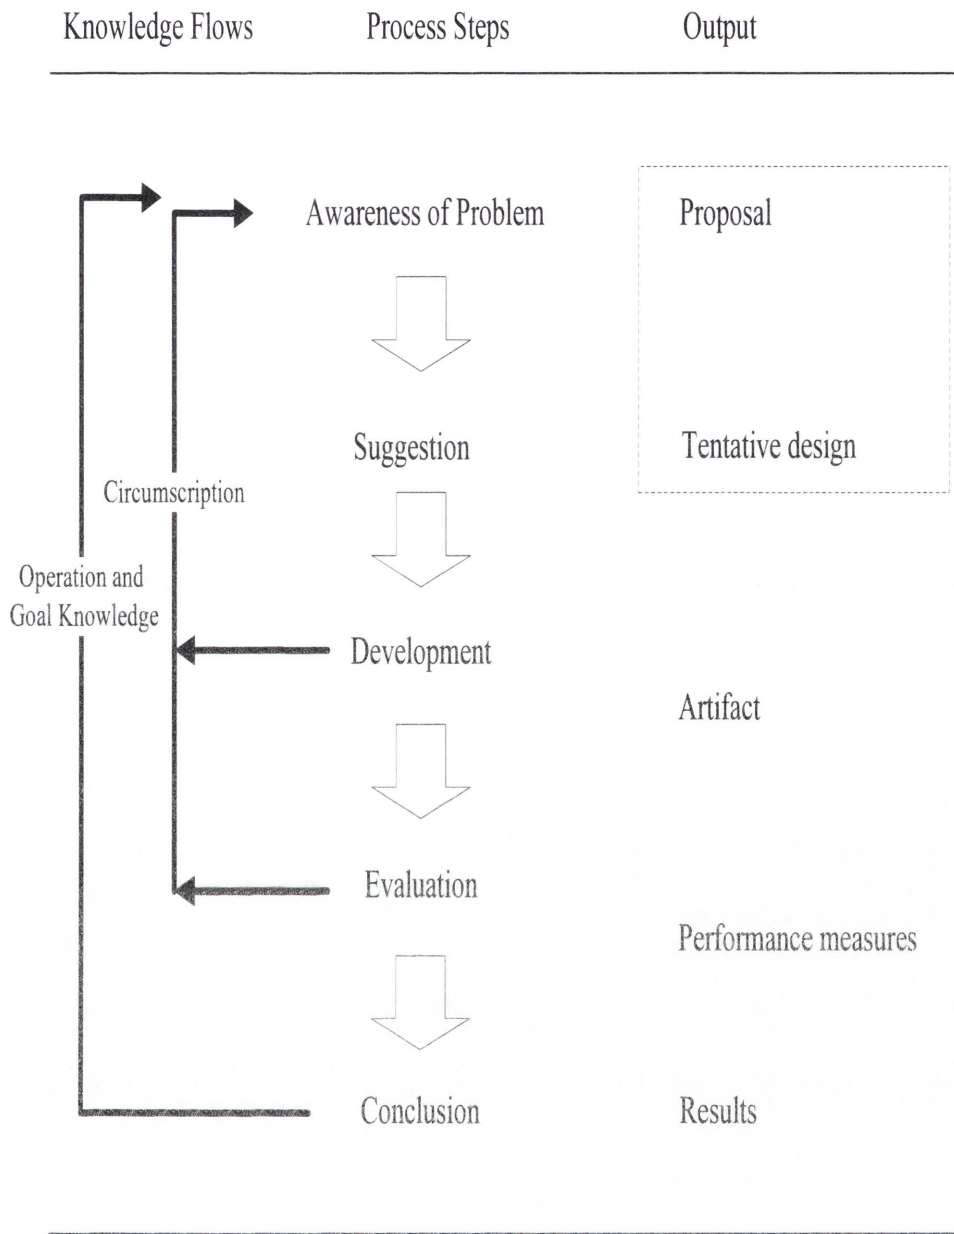 Knowledge Flows Process Steps Output
Awareness of Problem Proposal
Suggestion Tentative design
Circumscription
Operation and
Goal Knowledge
Development
Artifact
Evaluation
Performance measures
Conclusion Results